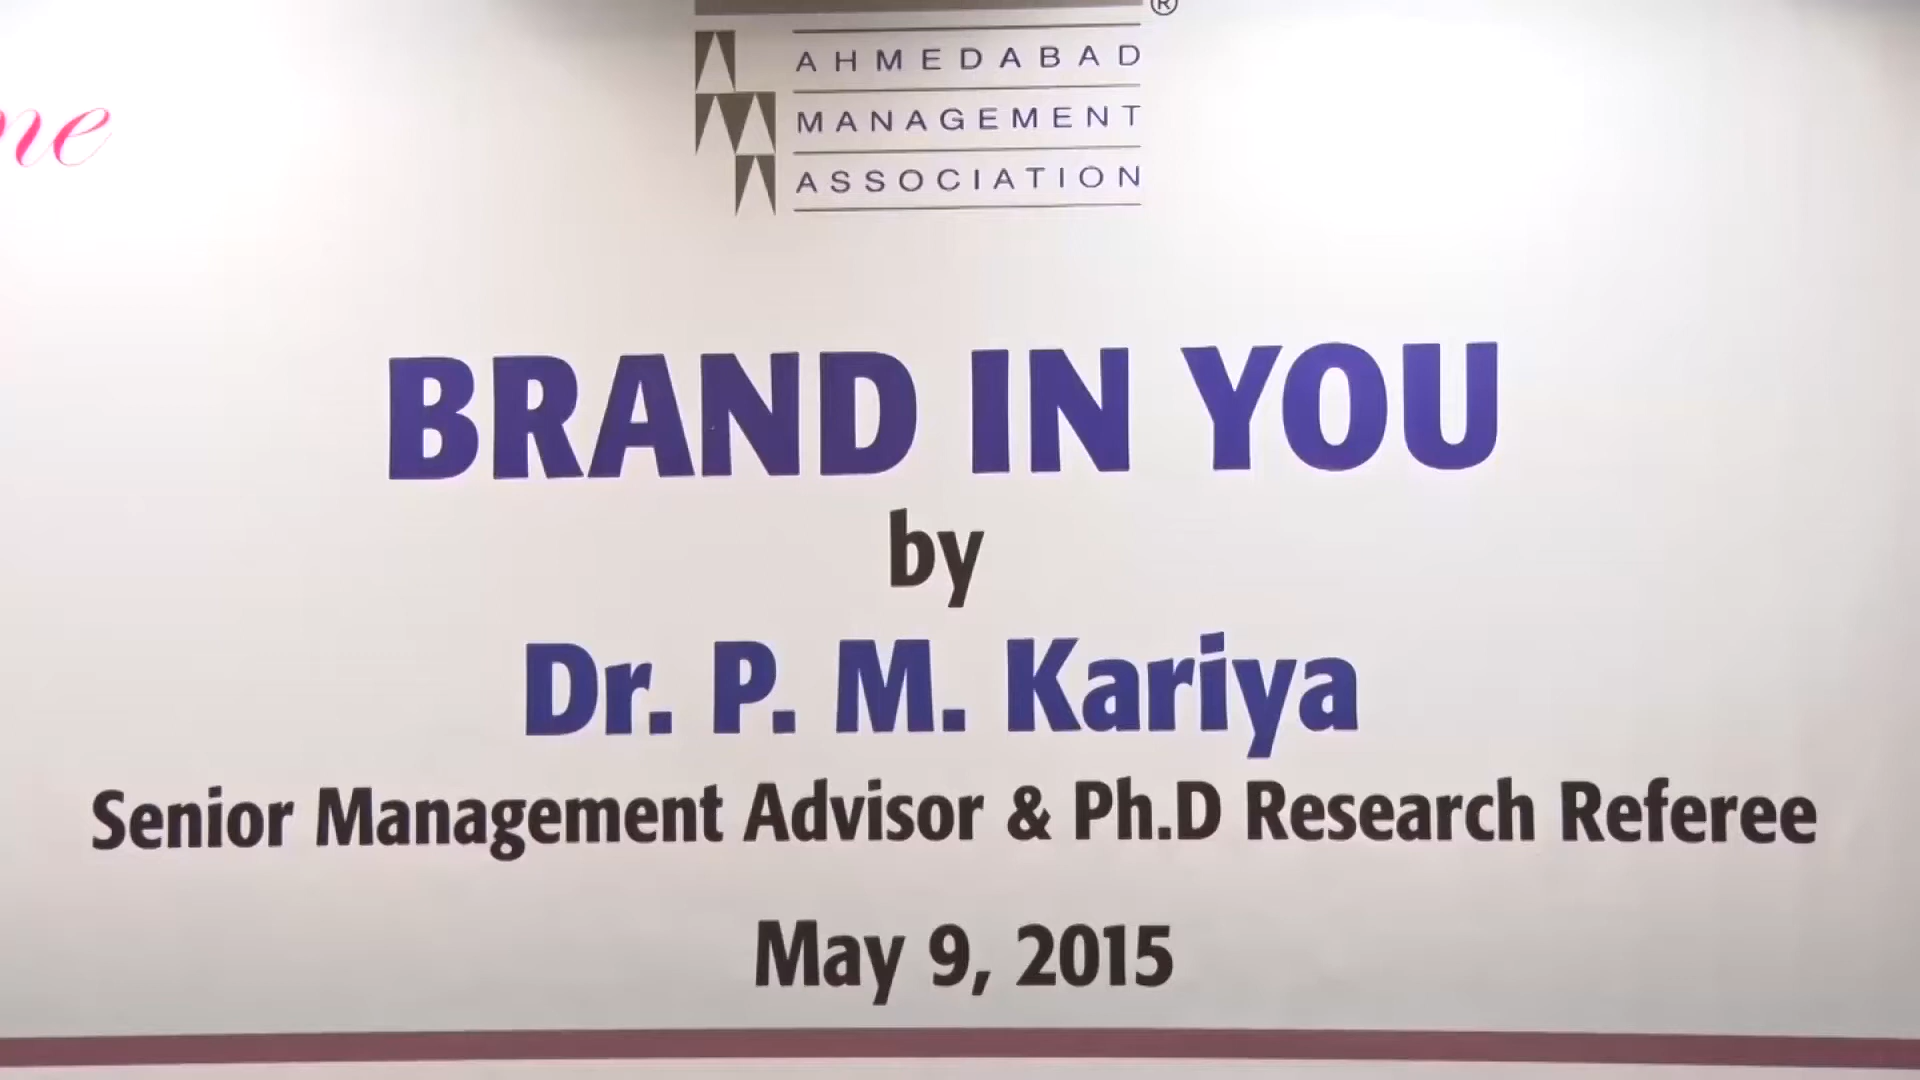 ®
AHMEDABAD
MANAGEMENT
ASSOCIATION
BRAND IN YOU
by
Dr. P. M. Kariya
Senior Management Advisor & Ph.D Research Referee
May 9, 2015